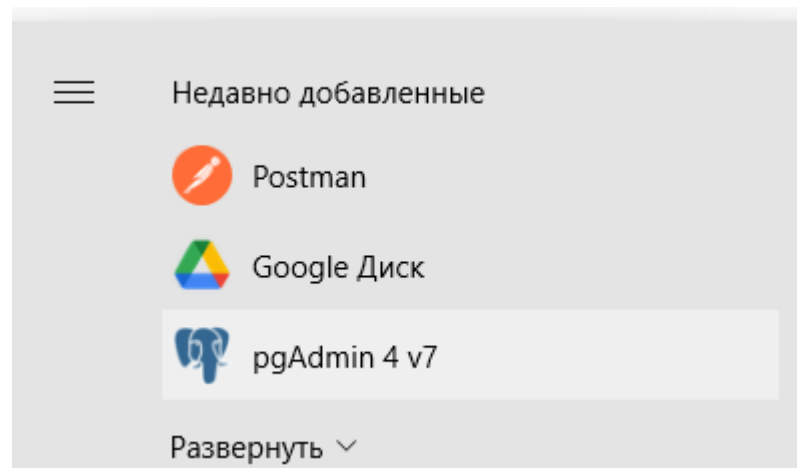 Недавно добавленные
Postman
Google Диск
pgAdmin 4 v7
Развернуть